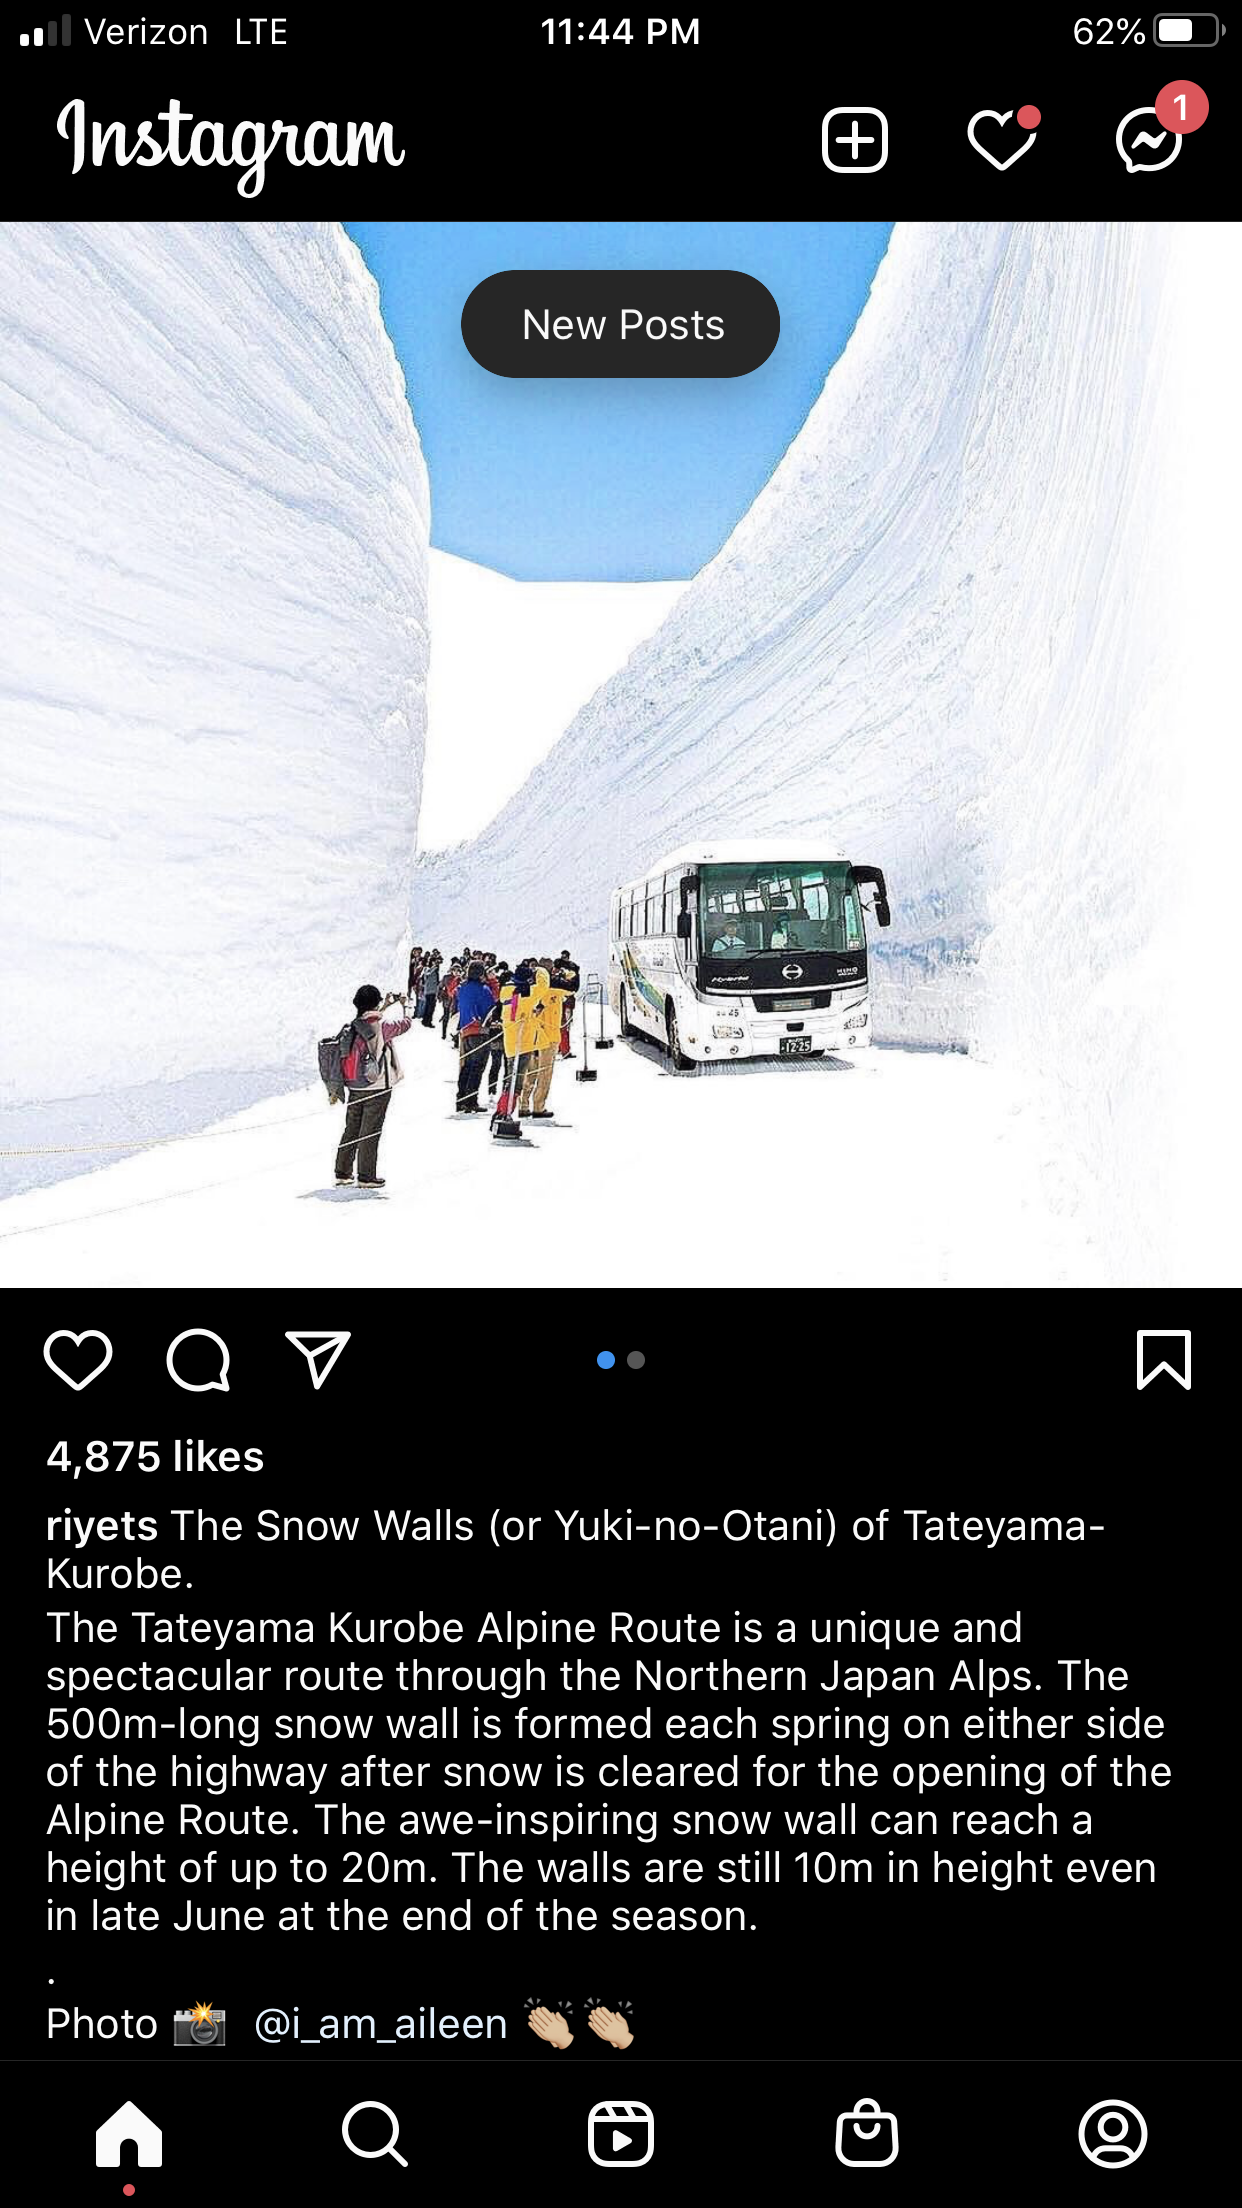 Verizon LTE 11:44 PM 62%
Instagram
1
New Posts
HINO
45
12-25
4,875 likes
riyets The Snow Walls (or Yuki-no-Otani) of Tateyama-
Kurobe.
The Tateyama Kurobe Alpine Route is a unique and
spectacular route through the Northern Japan Alps. The
500m-long snow wall is formed each spring on either side
of the highway after snow is cleared for the opening of the
Alpine Route. The awe-inspiring snow wall can reach a
height of up to 20m. The walls are still 10m in height even
in late June at the end of the season.
.
Photo 📸 @i_am_aileen 👏🏼👏🏼